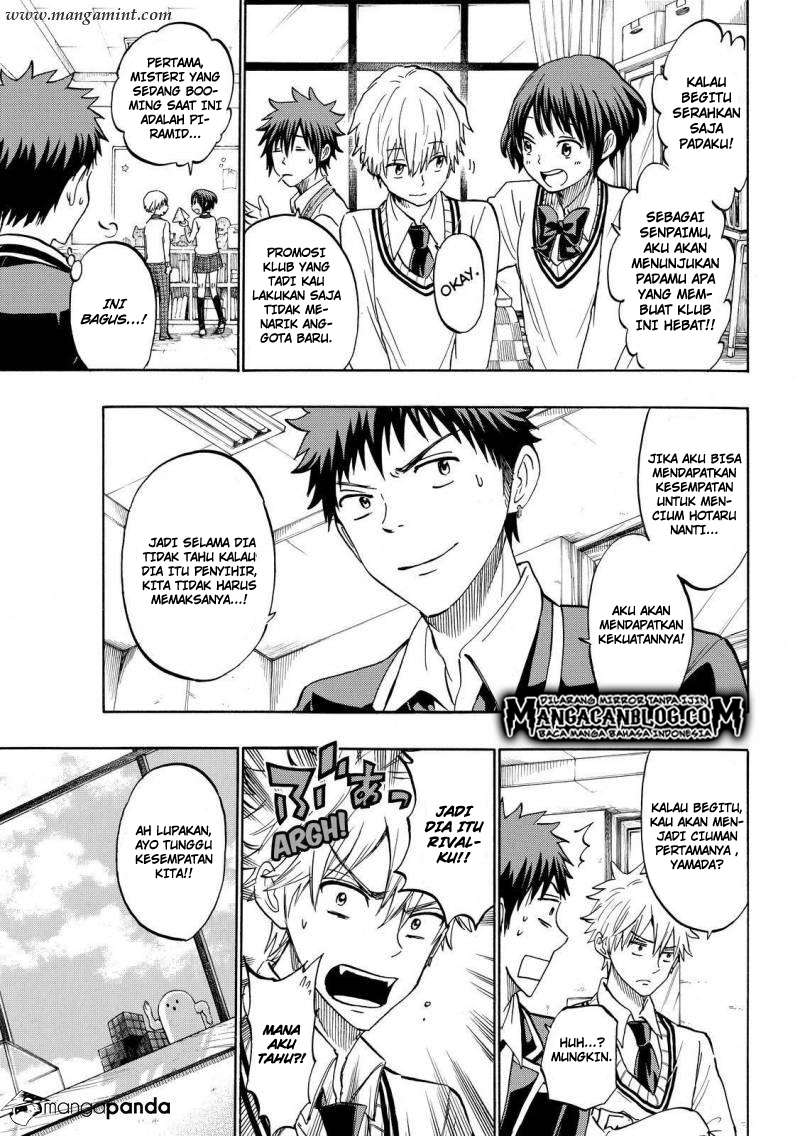 www.mangamint.com
KALAU
BEGITU
SERAHKAN
SAJA
PADAKU!
SEBAGAI
SENPAIMU,
AKU AKAN
MENUNJUKAN
PADAMU APA
YANG MEM-
BUAT KLUB
INI HEBAT!!
OKAY.
PROMOSI
KLUB YANG
TADI KAU
LAKUKAN SAJA
TIDAK ME-
NARIK ANG-
GOTA BARU.
PERTAMA,
MISTERI YANG
SEDANG BOO-
MING SAAT INI
ADALAH PI-
RAMID...
INI
BAGUS...!
JIKA AKU BISA
MENDAPATKAN
KESEMPATAN
UNTUK MEN-
CIUM HOTARU
NANTI...
AKU AKAN
MENDAPATKAN
KEKUATANNYA!
JADI SELAMA DIA
TIDAK TAHU KALAU
DIA ITU PENYIHIR,
KITA TIDAK HARUS
MEMAKSANYA...!
DILARANG MIRROR TANPA IJIN
MANGACANBLOG.COM
BACA MANGA BAHASA INDONESIA
KALAU BEGITU,
KAU AKAN MEN-
JADI CIUMAN
PERTAMANYA ,
YAMADA?
HUH...?
MUNGKIN.
JADI
DIA ITU
RIVAL-
KU!!
ぶぁっ
ARGH!
MANA
AKU
TAHU?!
AH LUPAKAN,
AYO TUNGGU
KESEMPATAN
KITA!!
mangapanda